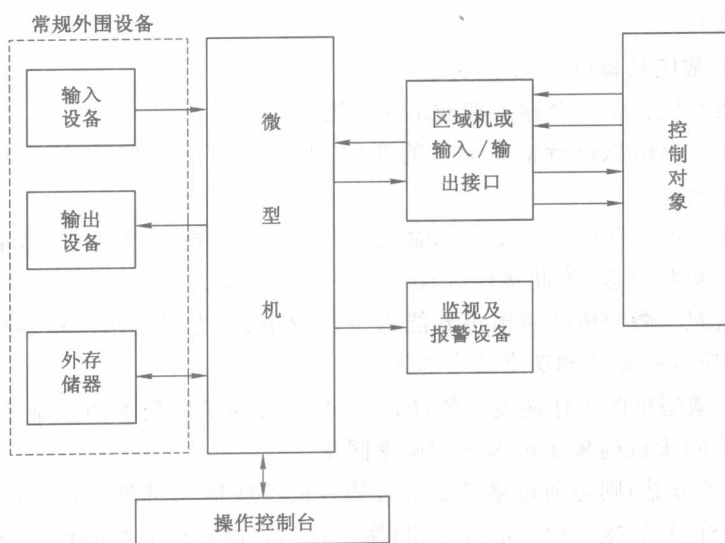 常规外围设备
输入
设备
输出
设备
外存
储器
微
型
机
区域机或
输入/输
出接口
监视及
报警设备
控制对象
操作控制台